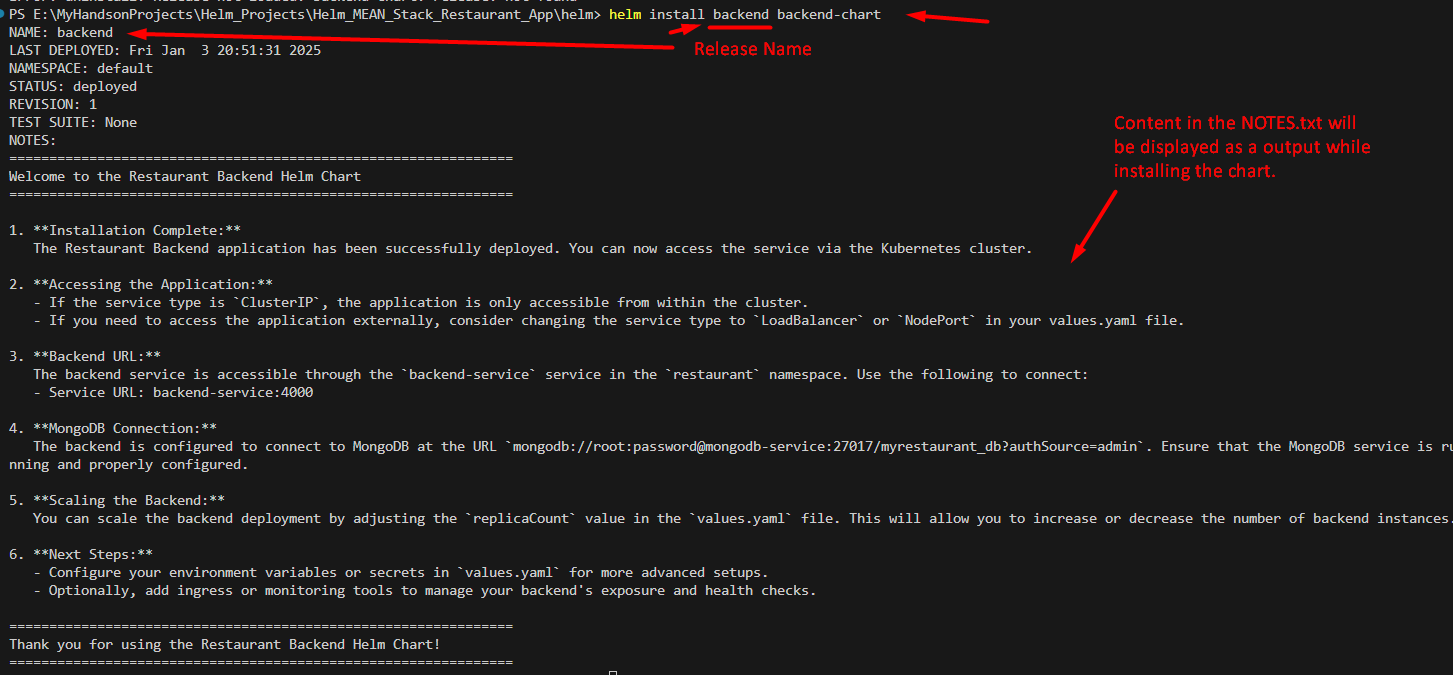 PS E:\MyHandsonProjects\Helm_Projects\Helm_MEAN_Stack_Restaurant_App\helm> helm install backend backend-chart
NAME: backend
Release Name
LAST DEPLOYED: Fri Jan  3 20:51:31 2025
NAMESPACE: default
STATUS: deployed
REVISION: 1
TEST SUITE: None
NOTES:
===============================================================
Welcome to the Restaurant Backend Helm Chart
===============================================================
Content in the NOTES.txt will
be displayed as a output while
installing the chart.
1. **Installation Complete:**
   The Restaurant Backend application has been successfully deployed. You can now access the service via the Kubernetes cluster.
2. **Accessing the Application:**
   - If the service type is `ClusterIP`, the application is only accessible from within the cluster.
   - If you need to access the application externally, consider changing the service type to `LoadBalancer` or `NodePort` in your values.yaml file.
3. **Backend URL:**
   The backend service is accessible through the `backend-service` service in the `restaurant` namespace. Use the following to connect:
   - Service URL: backend-service:4000
4. **MongoDB Connection:**
   The backend is configured to connect to MongoDB at the URL `mongodb://root:password@mongodb-service:27017/myrestaurant_db?authSource=admin`. Ensure that the MongoDB service is ru
nning and properly configured.
5. **Scaling the Backend:**
   You can scale the backend deployment by adjusting the `replicaCount` value in the `values.yaml` file. This will allow you to increase or decrease the number of backend instances.
6. **Next Steps:**
   - Configure your environment variables or secrets in `values.yaml` for more advanced setups.
   - Optionally, add ingress or monitoring tools to manage your backend's exposure and health checks.
===============================================================
Thank you for using the Restaurant Backend Helm Chart!
===============================================================